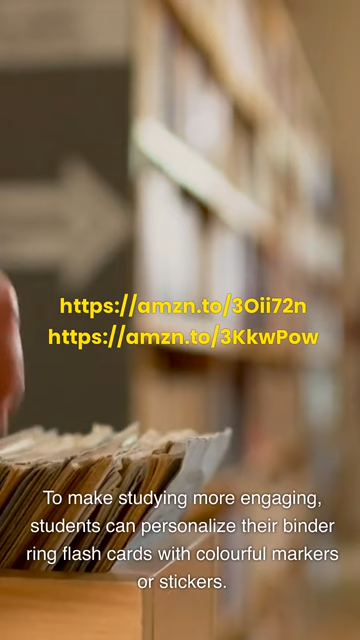 https://amzn.to/3Oii72n
https://amzn.to/3KkwPow
To make studying more engaging,
students can personalize their binder
ring flash cards with colourful markers
or stickers.